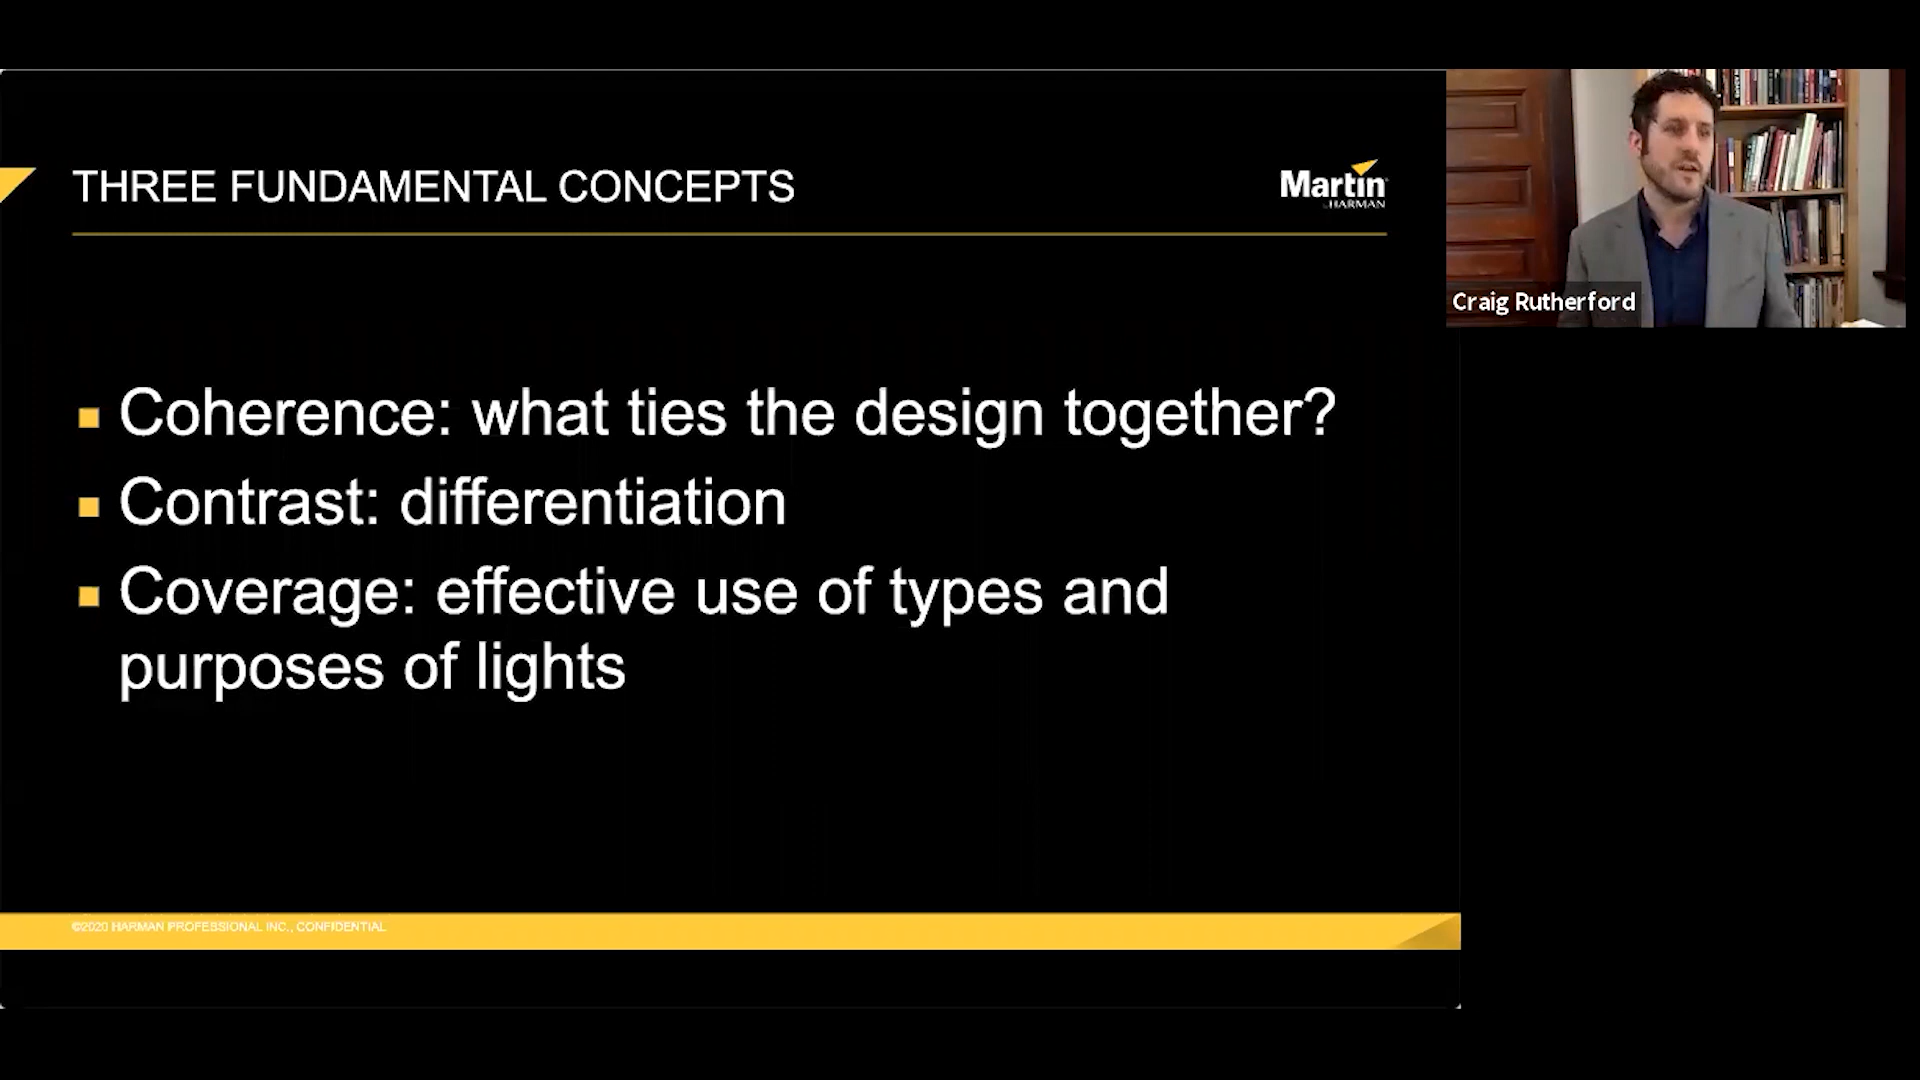 THREE FUNDAMENTAL CONCEPTS
Martin
HARMAN
Coherence: what ties the design together?
Contrast: differentiation
Coverage: effective use of types and
purposes of lights
©2020 HARMAN PROFESSIONAL INC., CONFIDENTIAL
Craig Rutherford